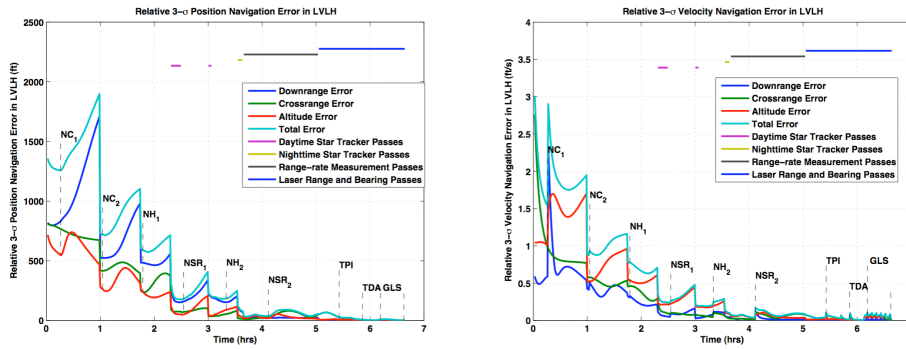 Relative 3−σ Position Navigation Error in LVLH
Relative 3−σ Position Navigation Error in LVLH (ft)
2500
2000
1500
1000
500
0
0 1 2 3 4 5 6 7
Time (hrs)
NC1
NC2
NH1
NSR1
NH2
NSR2
TPI
TDA GLS
Downrange Error
Crossrange Error
Altitude Error
Total Error
Daytime Star Tracker Passes
Nighttime Star Tracker Passes
Range−rate Measurement Passes
Laser Range and Bearing Passes
Relative 3−σ Velocity Navigation Error in LVLH
Relative 3−σ Velocity Navigation Error in LVLH (ft/s)
4
3.5
3
2.5
2
1.5
1
0.5
0
0 1 2 3 4 5 6
Time (hrs)
NC1
NC2
NH1
NSR1
NH2
NSR2
TPI
TDA
GLS
Downrange Error
Crossrange Error
Altitude Error
Total Error
Daytime Star Tracker Passes
Nighttime Star Tracker Passes
Range−rate Measurement Passes
Laser Range and Bearing Passes